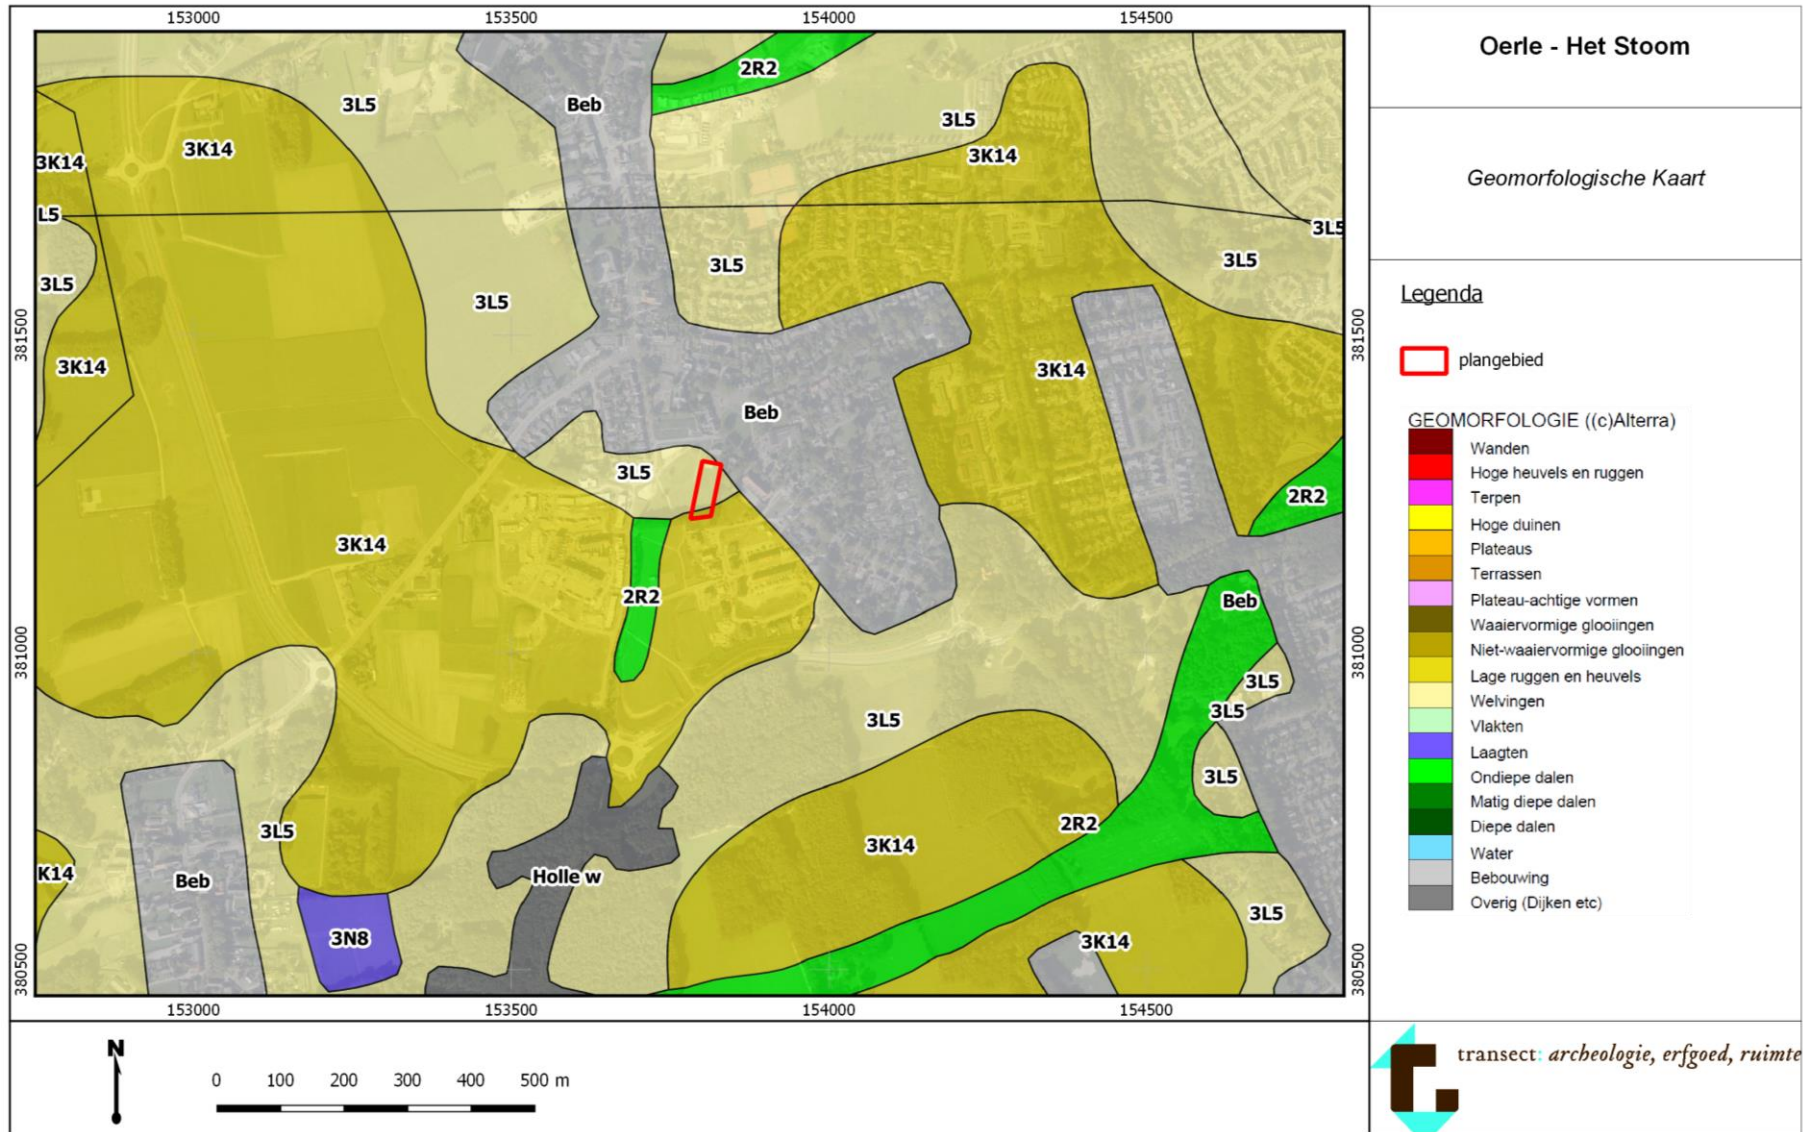 153000 153500 154000 154500
Oerle - Het Stoom
Geomorfologische Kaart
Legenda
plangebied
GEOMORFOLOGIE ((c)Alterra)
Wanden
Hoge heuvels en ruggen
Terpen
Hoge duinen
Plateaus
Terrassen
Plateau-achtige vormen
Waaiervormige glooiingen
Niet-waaiervormige glooiingen
Lage ruggen en heuvels
Welvingen
Vlakten
Laagten
Ondiepe dalen
Matig diepe dalen
Diepe dalen
Water
Bebouwing
Overig (Dijken etc)
2R2
3L5 Beb
3L5
3K14 3K14 3K14
L5 3L5
3L5 3L5
3L5 3L5
381500 381500
3K14 3K14
Beb
3L5
2R2
3K14
2R2 Beb
381000 381000
3L5
3L5 3L5
3L5
3L5 2R2
3K14
K14 Beb Holle w
3L5
3N8 3K14
380500 380500
153000 153500 154000 154500
N
0 100 200 300 400 500 m
transect: archeologie, erfgoed, ruimte